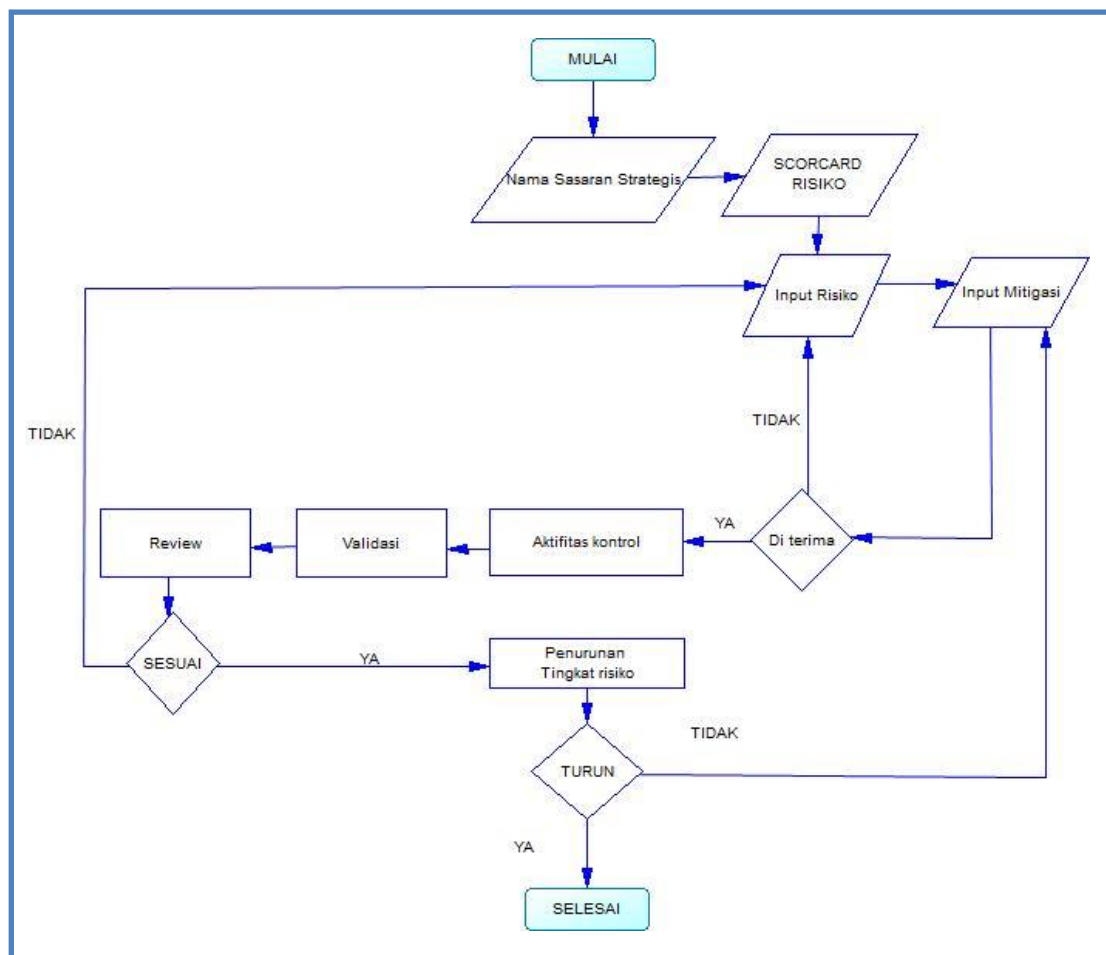 MULAI
Nama Sasaran Strategis
SCORCARD
RISIKO
Input Risiko
Input Mitigasi
TIDAK
TIDAK
Di terima
YA
Aktifitas kontrol
Validasi
Review
SESUAI
YA
Penurunan
Tingkat risiko
TIDAK
TURUN
YA
SELESAI